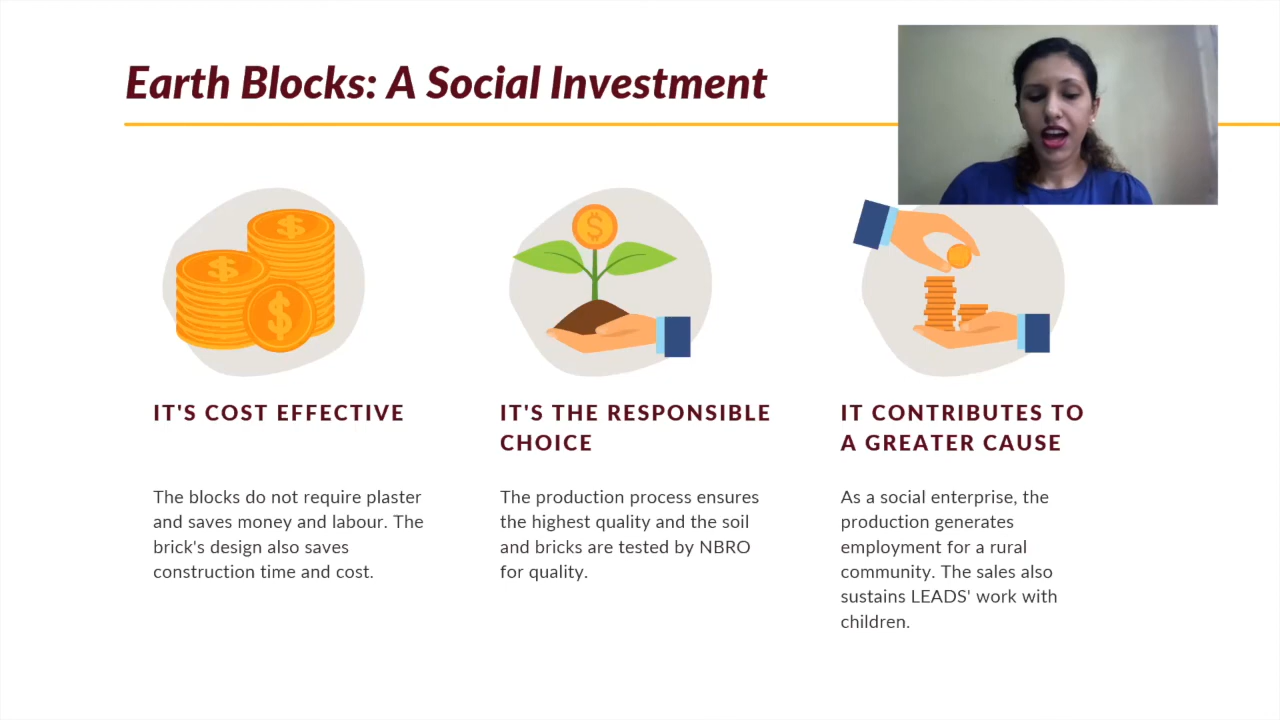 Earth Blocks: A Social Investment
IT'S COST EFFECTIVE
The blocks do not require plaster
and saves money and labour. The
brick's design also saves
construction time and cost.
IT'S THE RESPONSIBLE
CHOICE
The production process ensures
the highest quality and the soil
and bricks are tested by NBRO
for quality.
IT CONTRIBUTES TO
A GREATER CAUSE
As a social enterprise, the
production generates
employment for a rural
community. The sales also
sustains LEADS' work with
children.